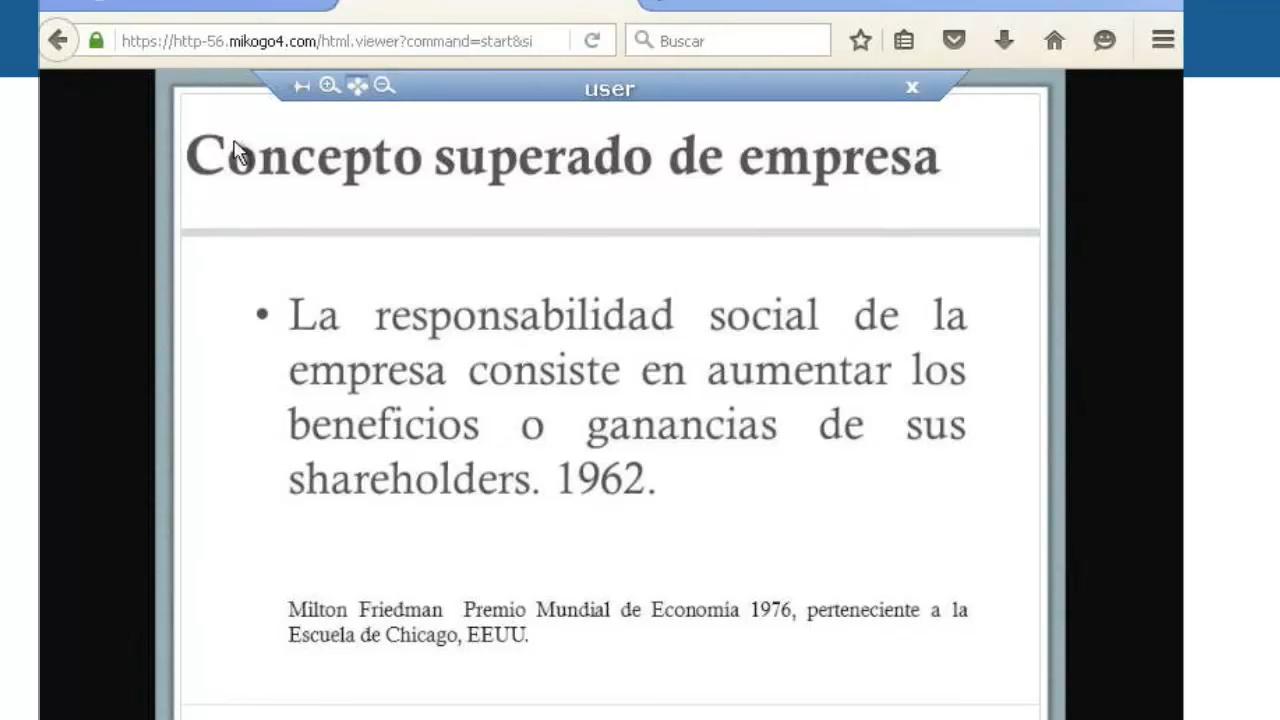 https://http-56.mikogo4.com/html.viewer?command=start&si
Buscar
user
x
Concepto superado de empresa
• La responsabilidad social de la
empresa consiste en aumentar los
beneficios o ganancias de sus
shareholders. 1962.
Milton Friedman Premio Mundial de Economía 1976, perteneciente a la
Escuela de Chicago, EEUU.